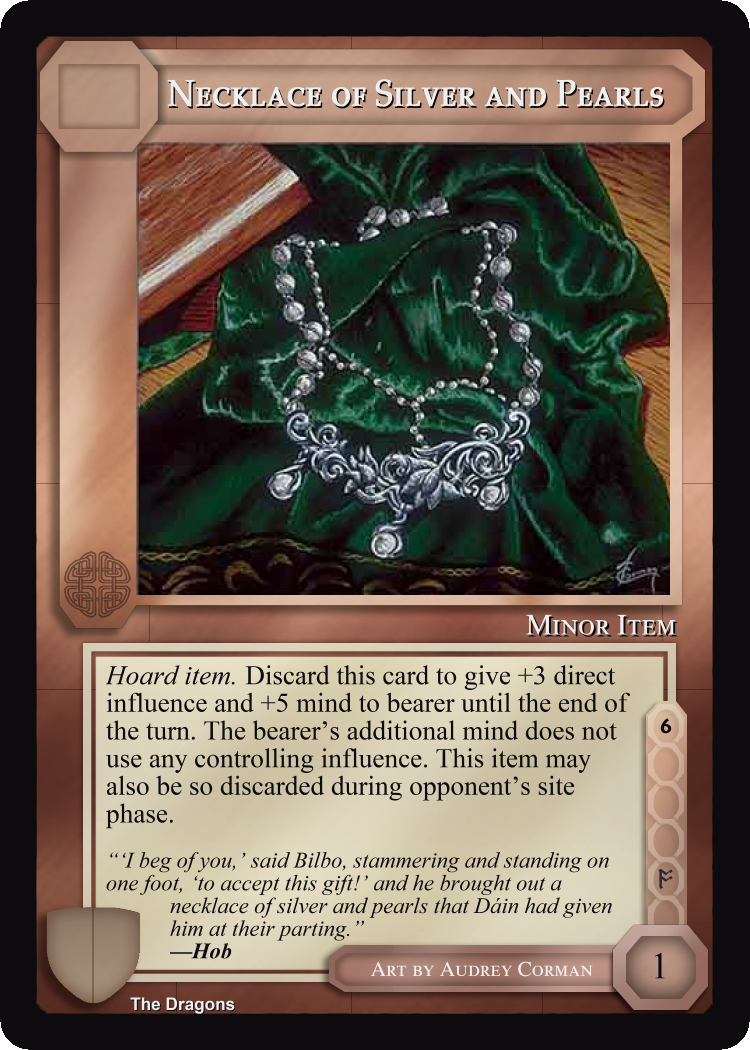 Necklace of Silver and Pearls
Minor Item
Hoard item. Discard this card to give +3 direct
influence and +5 mind to bearer until the end of
the turn. The bearer’s additional mind does not
use any controlling influence. This item may
also be so discarded during opponent’s site
phase.
6
“‘I beg of you,’ said Bilbo, stammering and standing on
one foot, ‘to accept this gift!’ and he brought out a
necklace of silver and pearls that Dáin had given
him at their parting.”
—Hob
Art by Audrey Corman
1
The Dragons